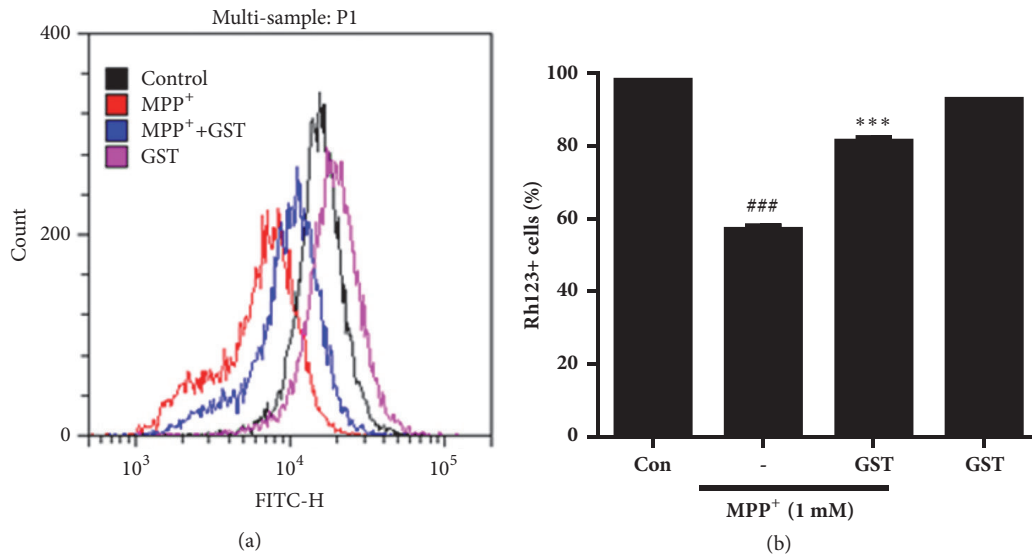 Multi-sample: P1
400
200
0
Count
Control
MPP⁺
MPP⁺+GST
GST
10³
10⁴
10⁵
FITC-H
(a)
100
80
60
40
20
0
Rh123+ cells (%)
###
***
Con
-
GST
GST
MPP⁺ (1 mM)
(b)